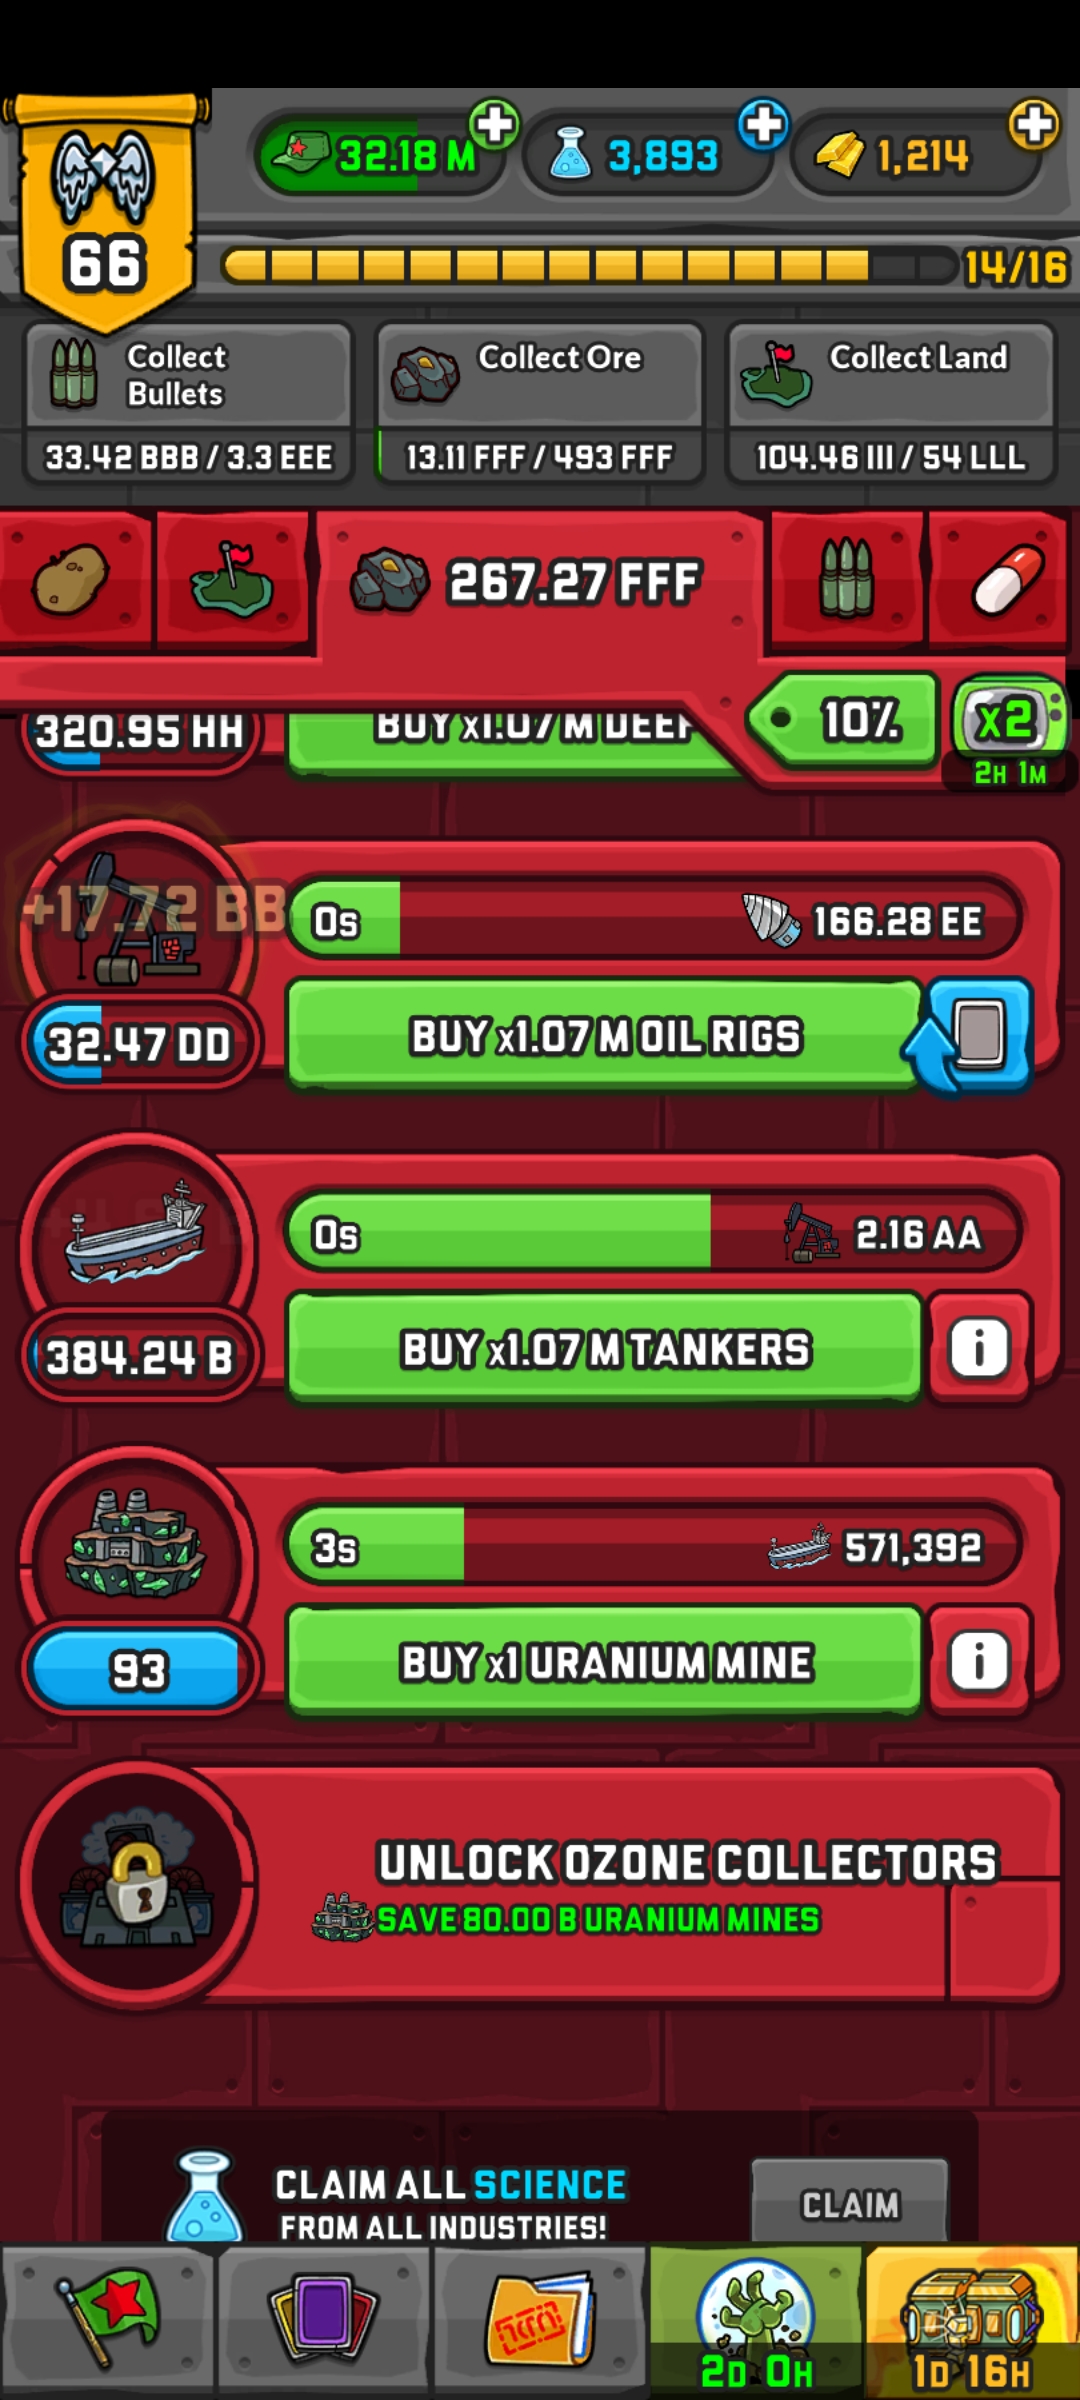 32.18 M
3,893
1,214
66
14/16
Collect
Bullets
Collect Ore
Collect Land
33.42 BBB / 3.3 EEE
13.11 FFF / 493 FFF
104.46 III / 54 LLL
267.27 FFF
320.95 HH
BUY x1.07 M DEEP
10%
x2
2H 1M
+17.72 BB
0s
166.28 EE
32.47 DD
BUY x1.07 M OIL RIGS
0s
2.16 AA
384.24 B
BUY x1.07 M TANKERS
i
3s
571,392
93
BUY x1 URANIUM MINE
i
UNLOCK OZONE COLLECTORS
SAVE 80.00 B URANIUM MINES
CLAIM ALL SCIENCE
FROM ALL INDUSTRIES!
CLAIM
2D 0H
1D 16H